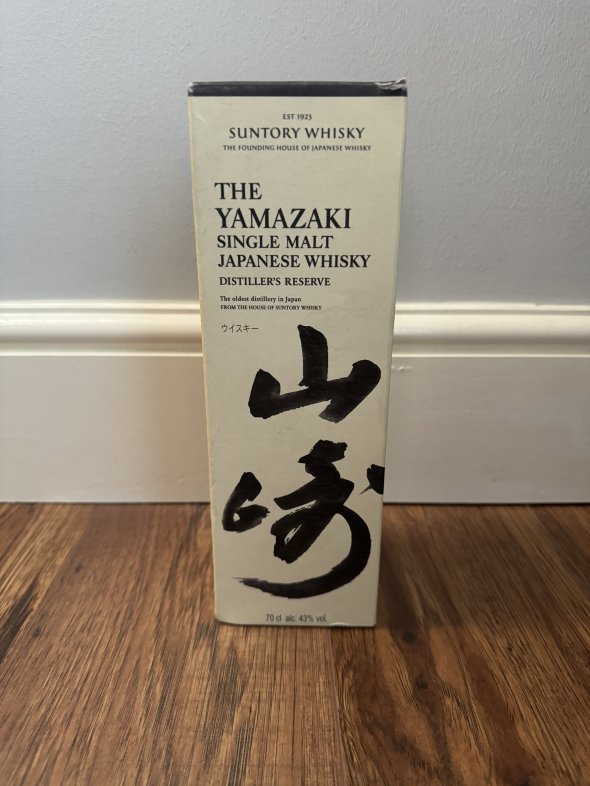 EST 1923
SUNTORY WHISKY
THE FOUNDING HOUSE OF JAPANESE WHISKY
THE
YAMAZAKI
SINGLE MALT
JAPANESE WHISKY
DISTILLER'S RESERVE
The oldest distillery in Japan
FROM THE HOUSE OF SUNTORY WHISKY
ウイスキー
山
崎
70 cl alc. 43% vol.